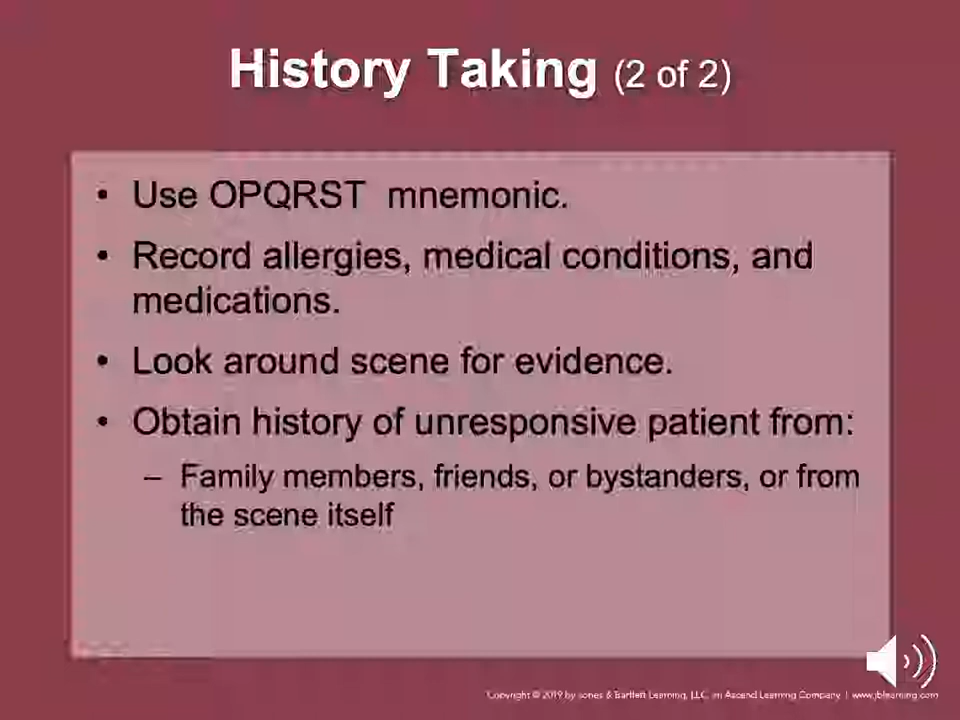 History Taking (2 of 2)
• Use OPQRST mnemonic.
• Record allergies, medical conditions, and
medications.
• Look around scene for evidence.
• Obtain history of unresponsive patient from:
– Family members, friends, or bystanders, or from
the scene itself
Copyright © 2019 by Jones & Bartlett Learning, LLC, an Ascend Learning Company | www.jblearning.com